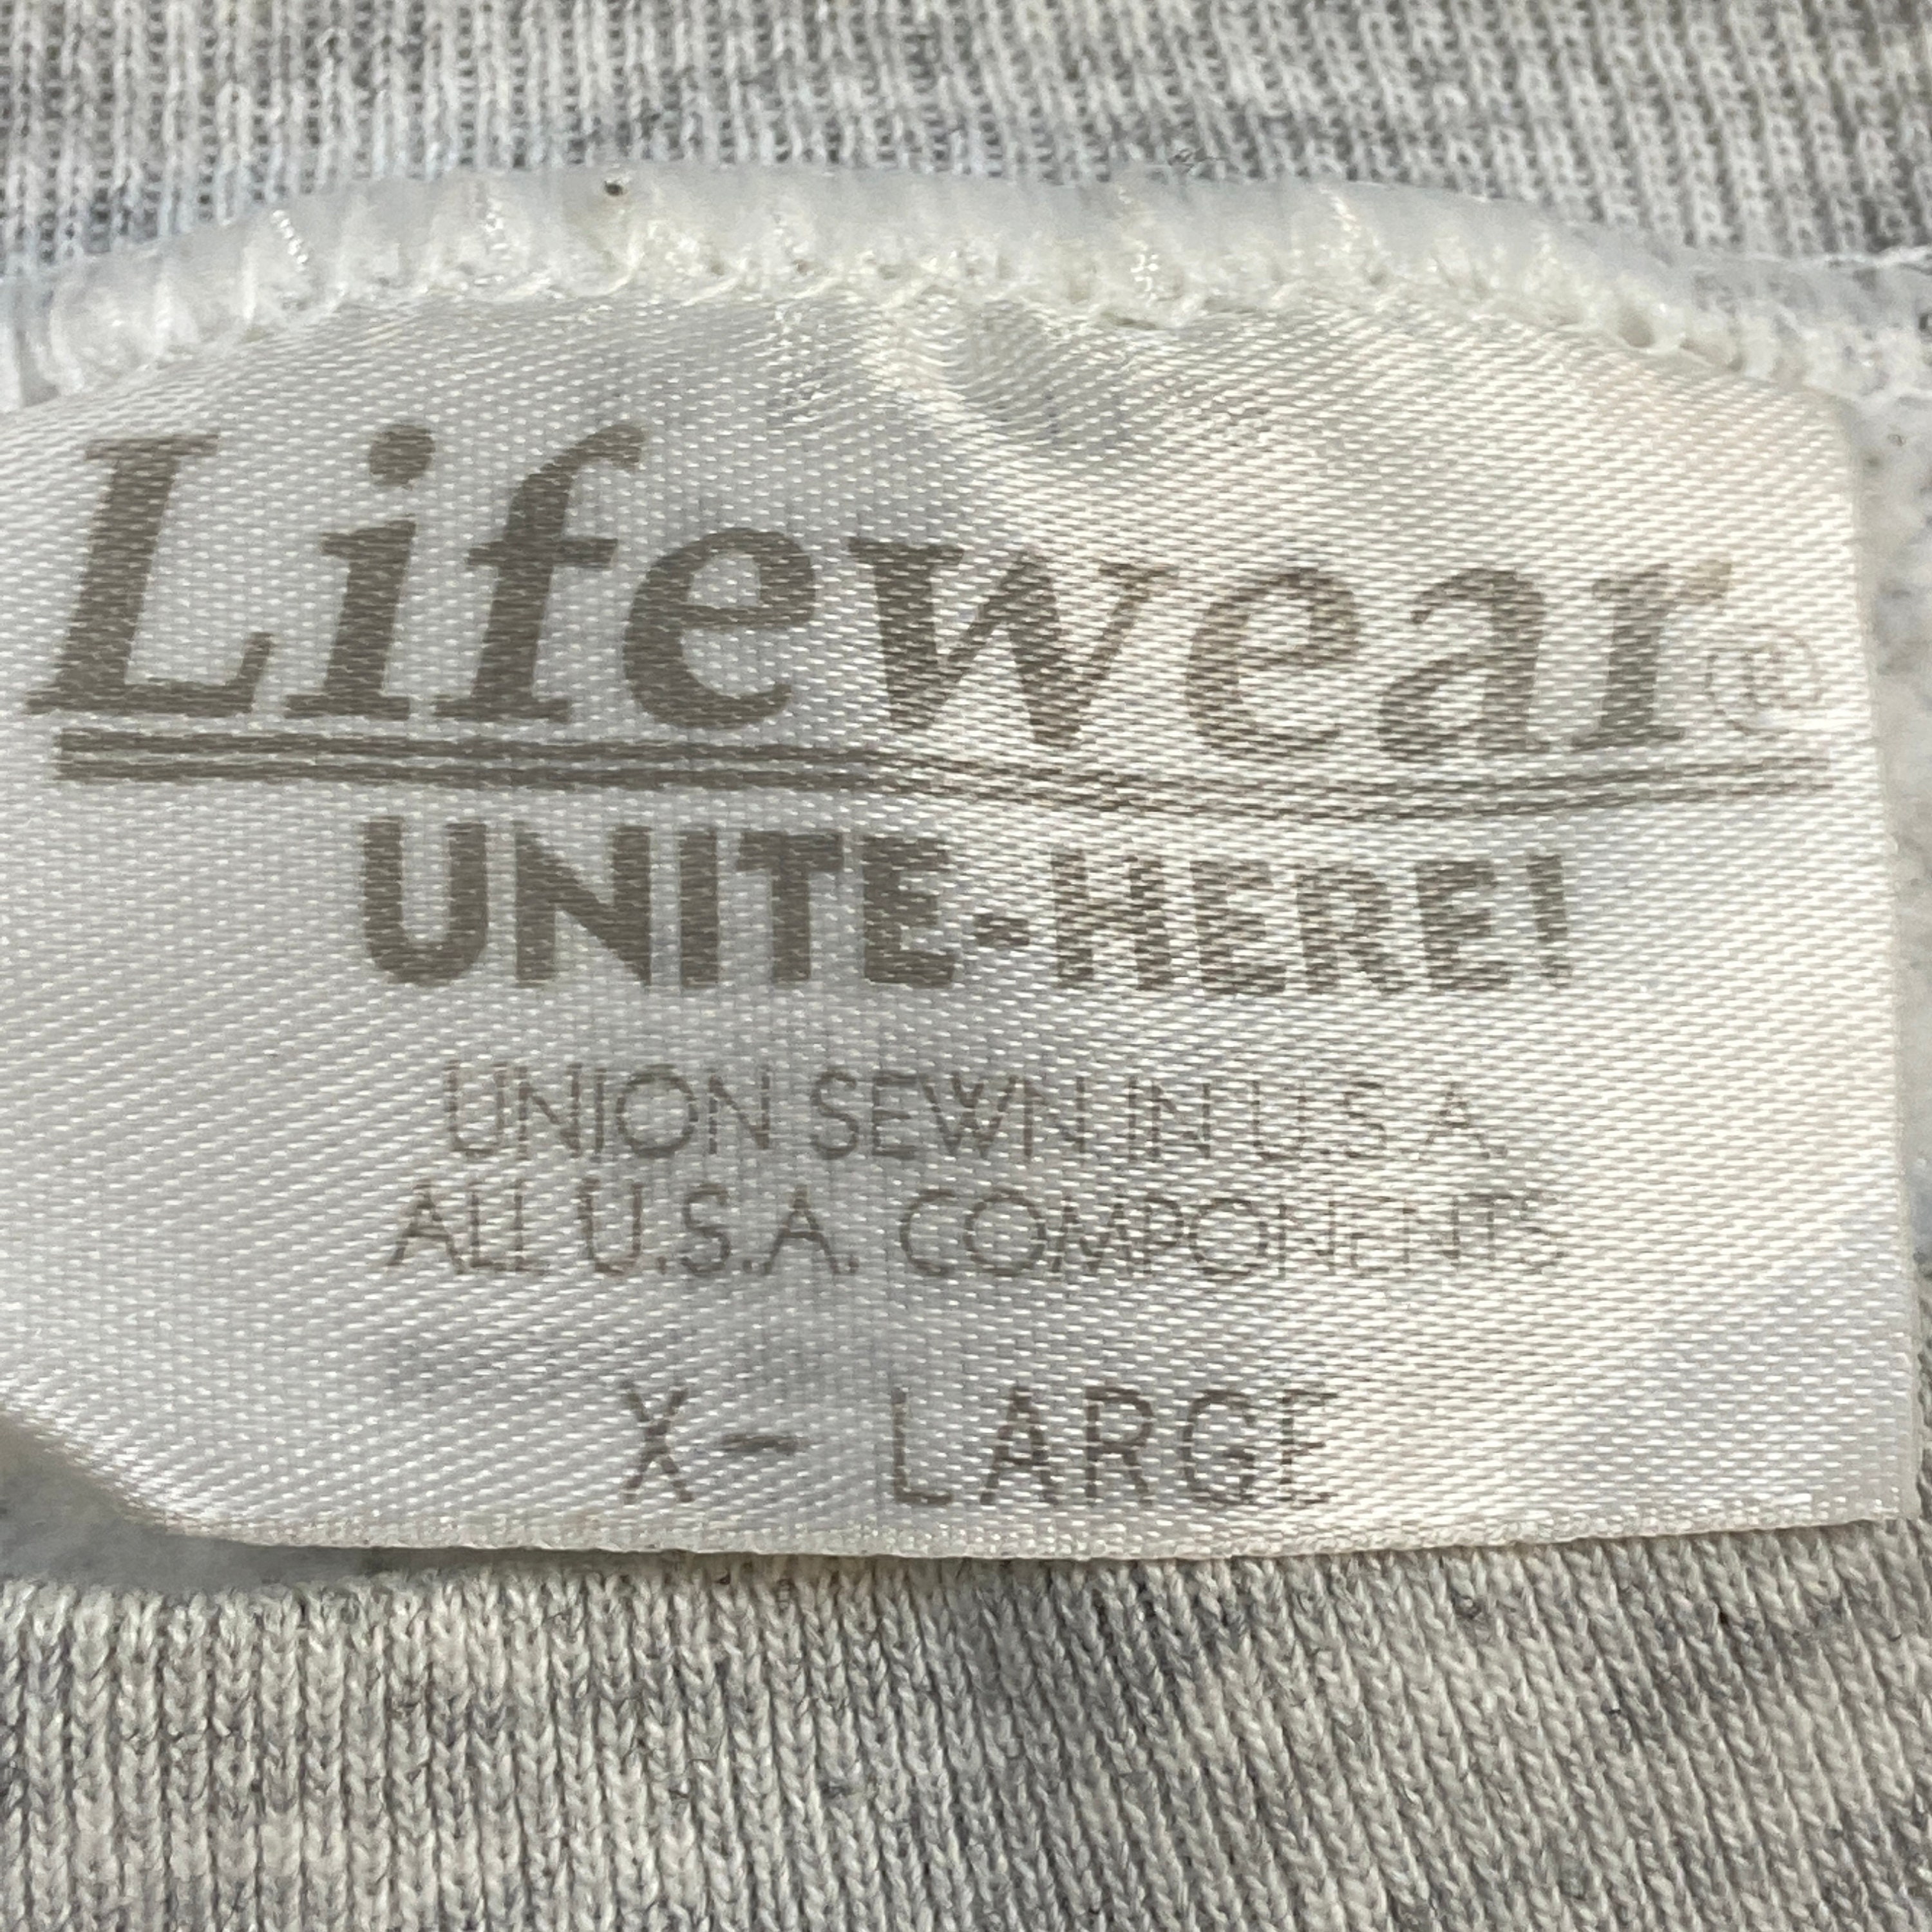 Lifewear®
UNITE-HERE!
UNION SEWN IN U.S.A.
ALL U.S.A. COMPONENTS
X- LARGE